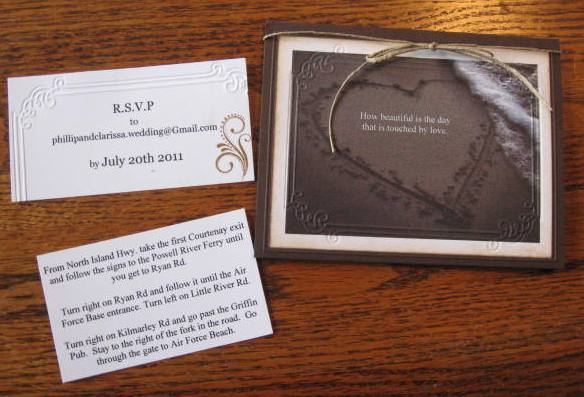 R.S.V.P
to
phillipandclarissa.wedding@Gmail.com
by July 20th 2011
How beautiful is the day
that is touched by love.
From North Island Hwy, take the first Courtenay exit
and follow the signs to the Powell River Ferry until
you get to Ryan Rd.
Turn right on Ryan Rd and follow it until the Air
Force Base entrance. Turn left on Little River Rd.
Turn right on Kilmarley Rd and go past the Griffin
Pub. Stay to the right of the fork in the road. Go
through the gate to Air Force Beach.